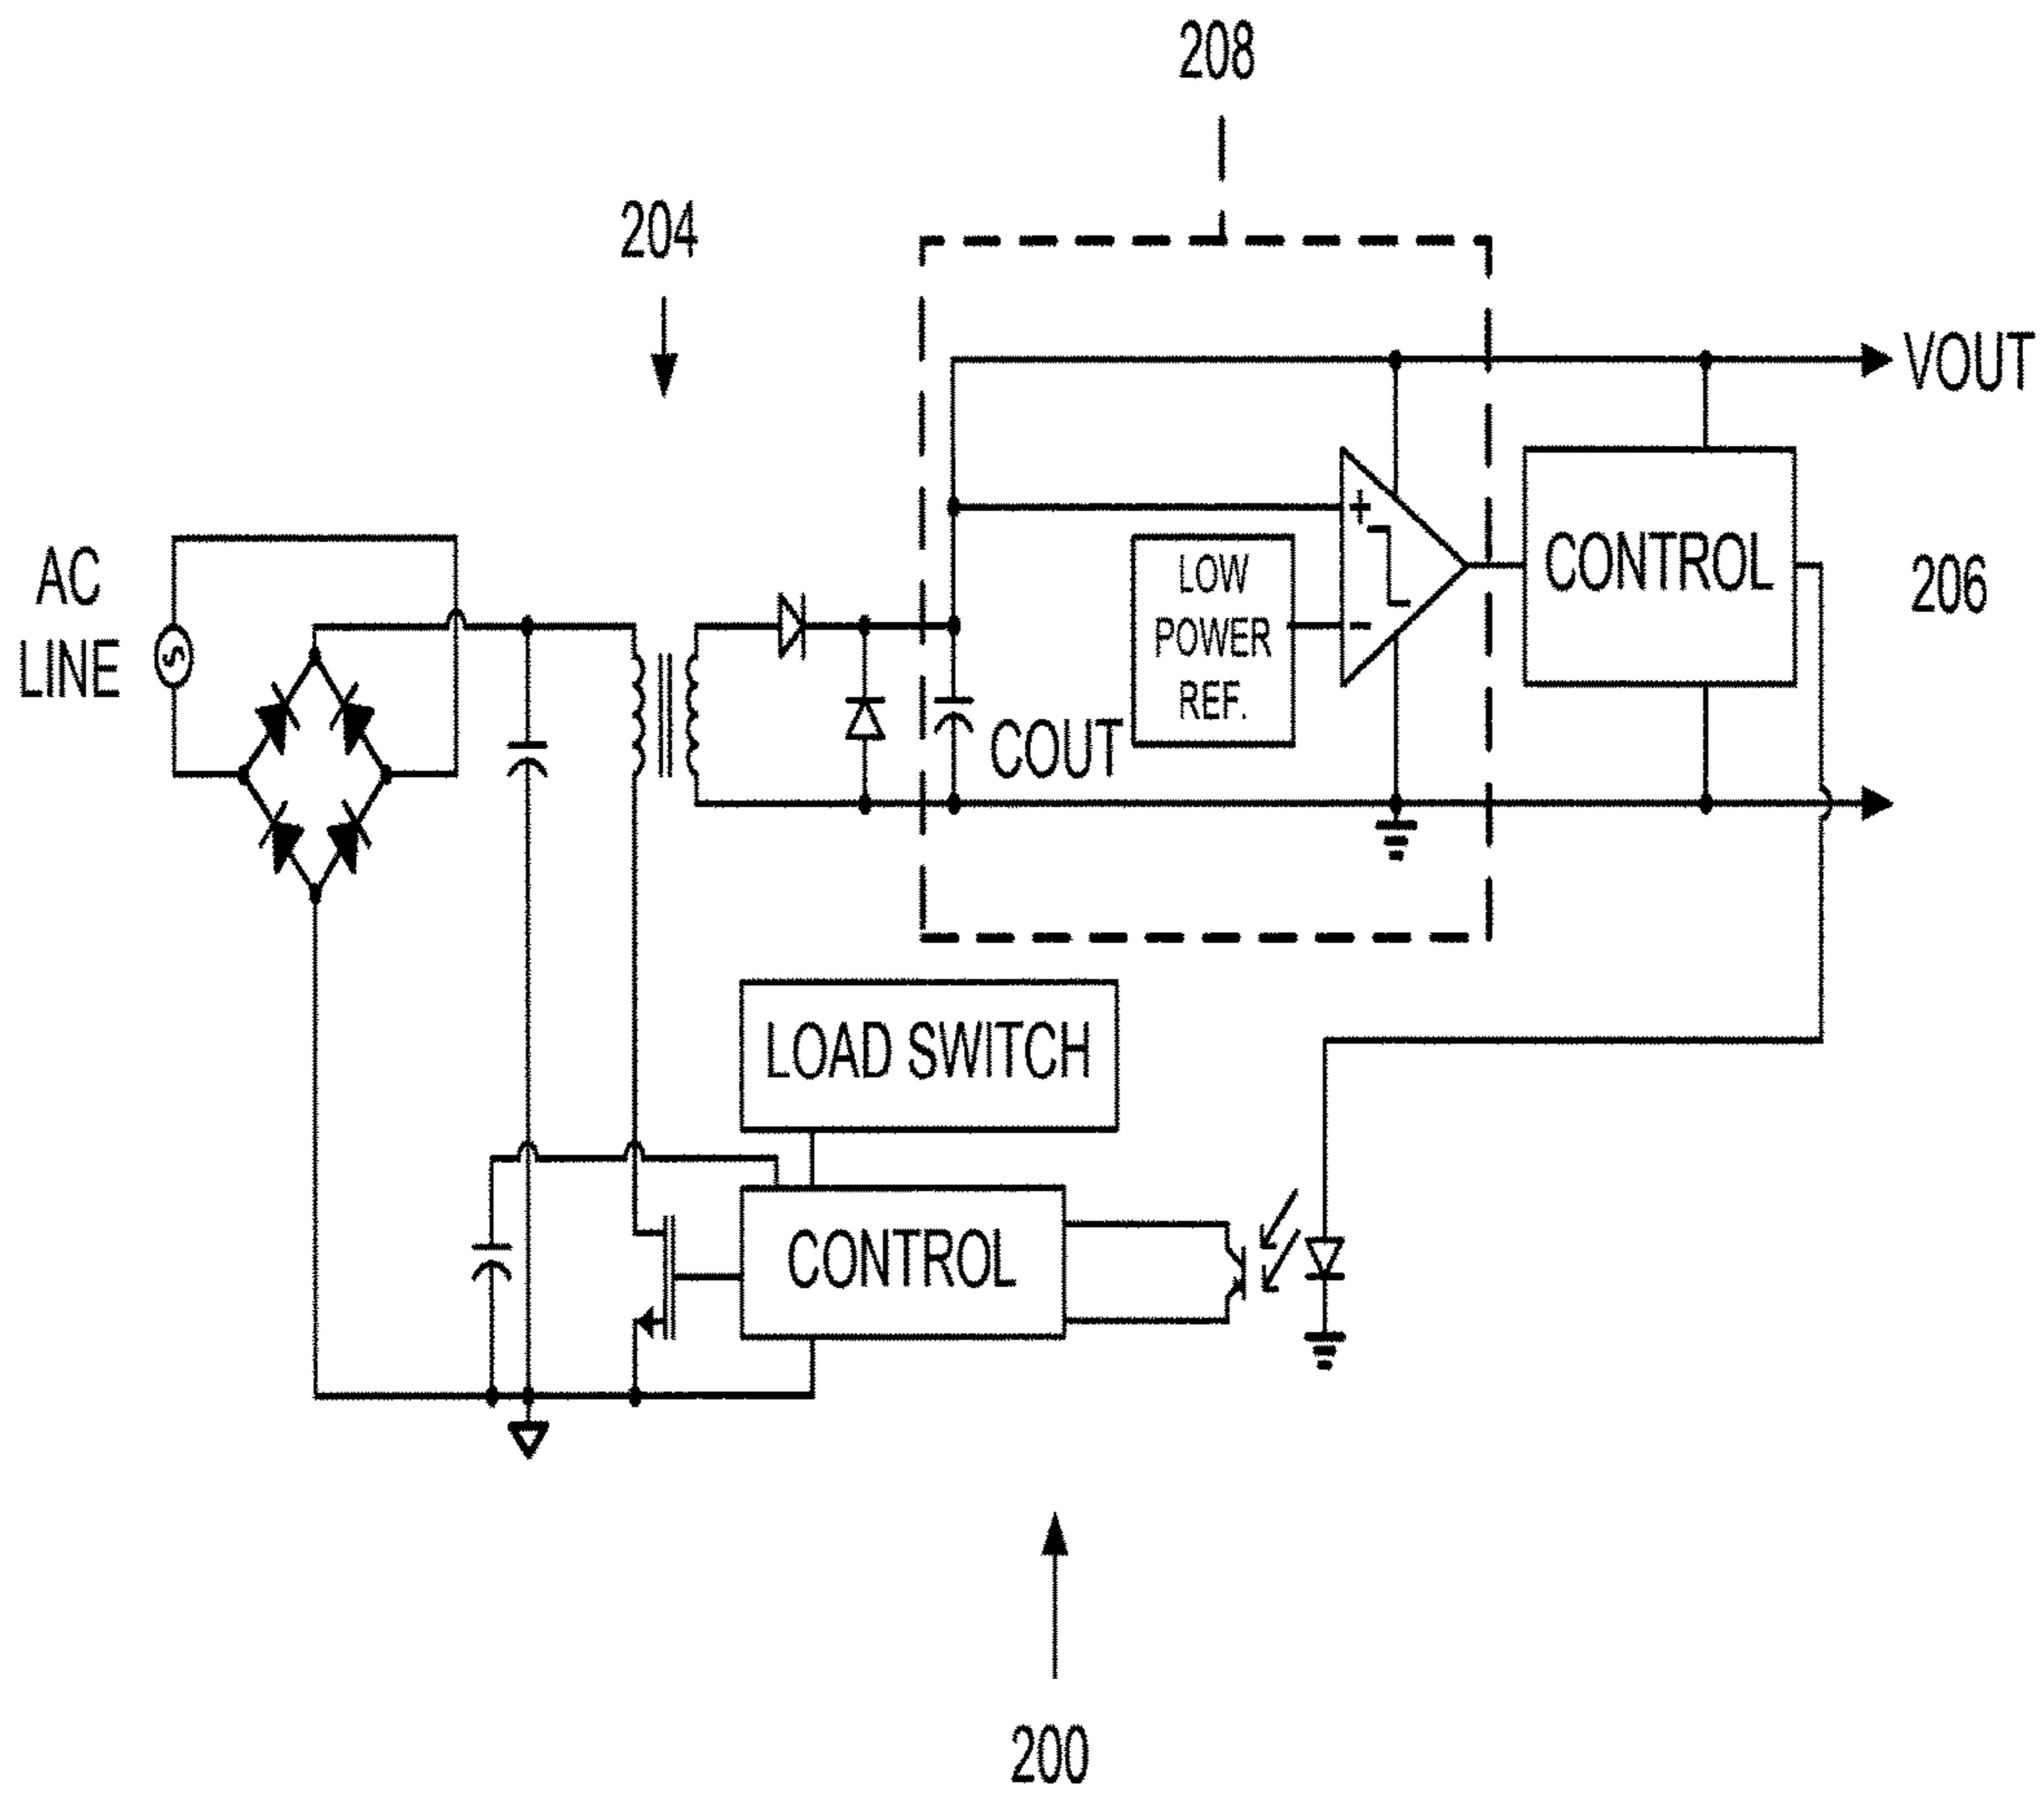 208
204
VOUT
AC
LINE
LOW
POWER
REF.
+
-
CONTROL
206
COUT
LOAD SWITCH
CONTROL
200